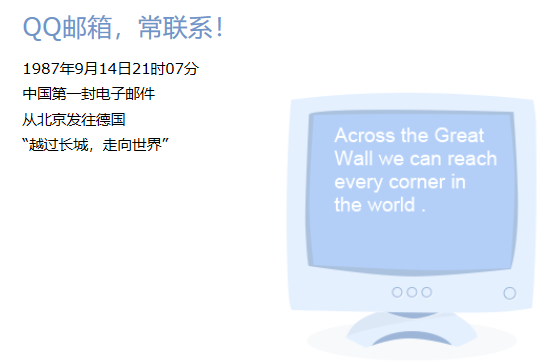 QQ邮箱，常联系！
1987年9月14日21时07分
中国第一封电子邮件
从北京发往德国
“越过长城，走向世界”
Across the Great
Wall we can reach
every corner in
the world .